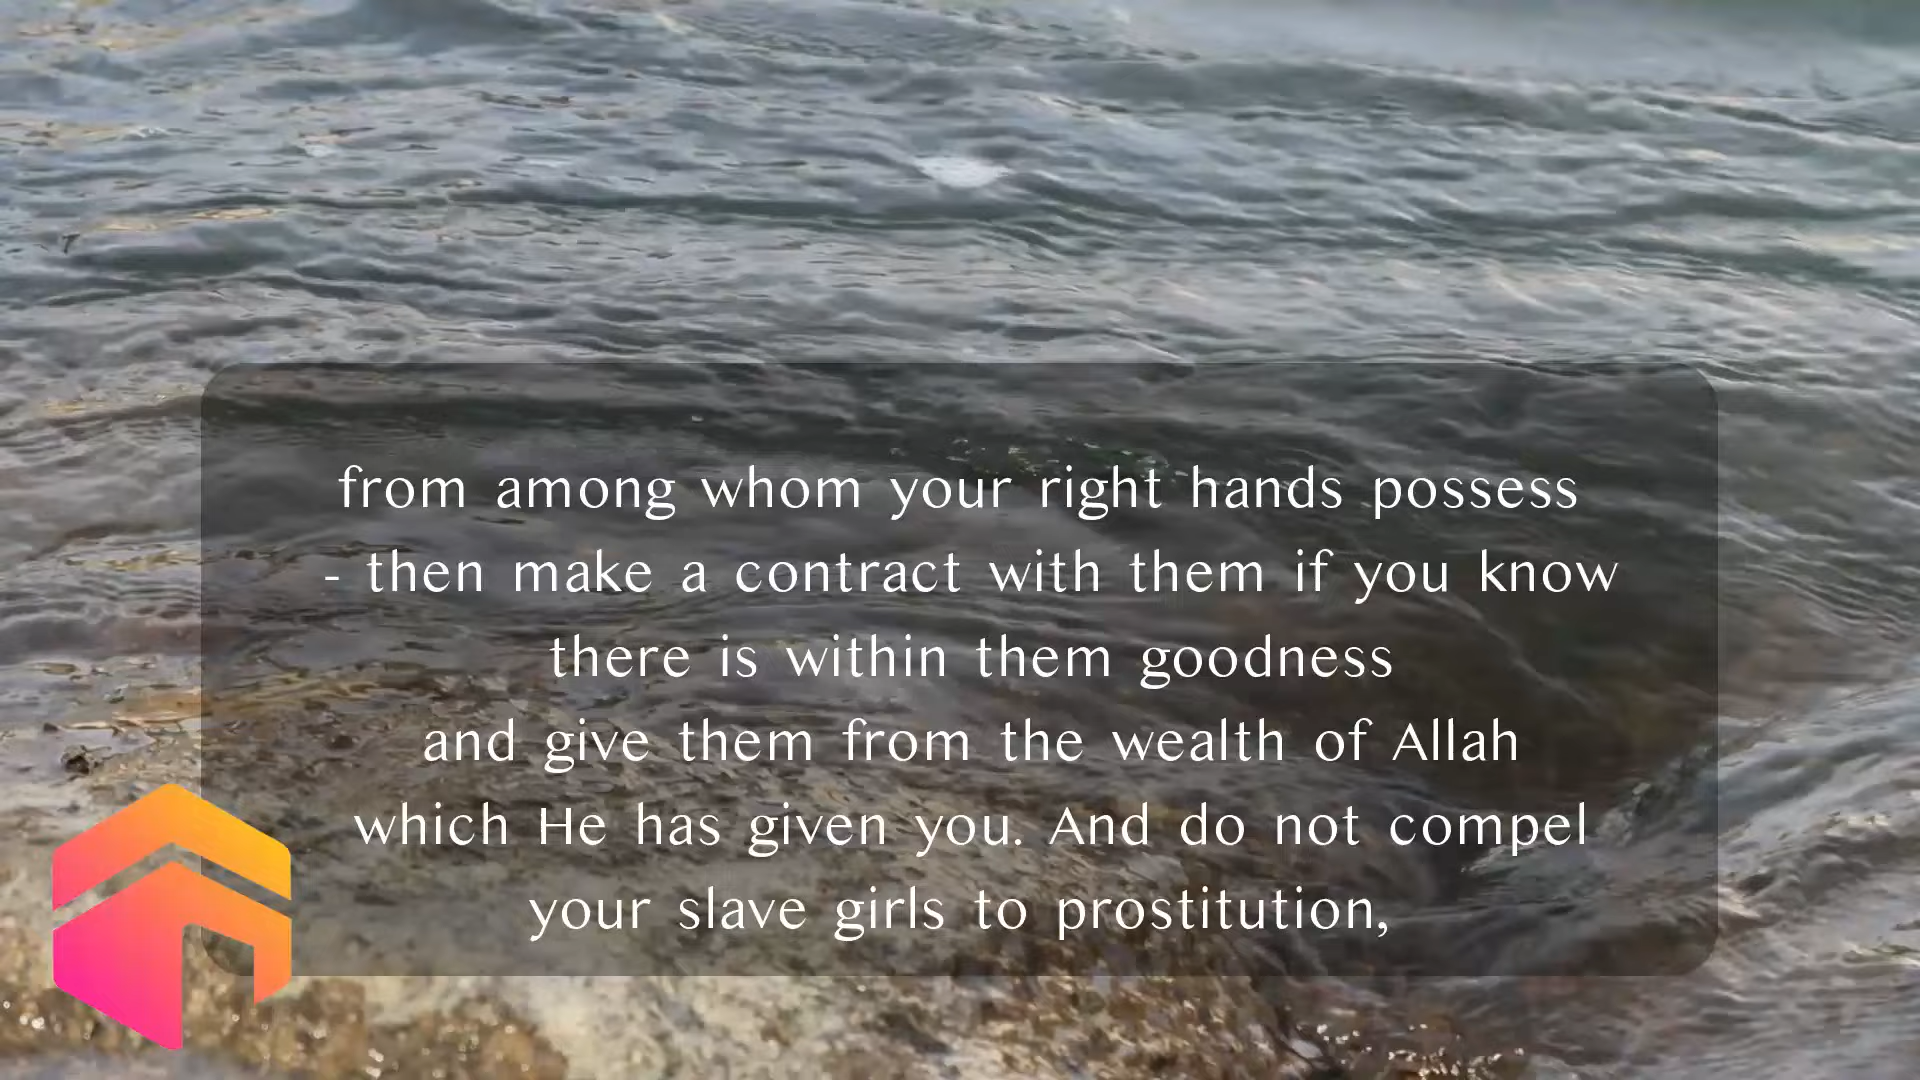 from among whom your right hands possess
- then make a contract with them if you know
there is within them goodness
and give them from the wealth of Allah
which He has given you. And do not compel
your slave girls to prostitution,